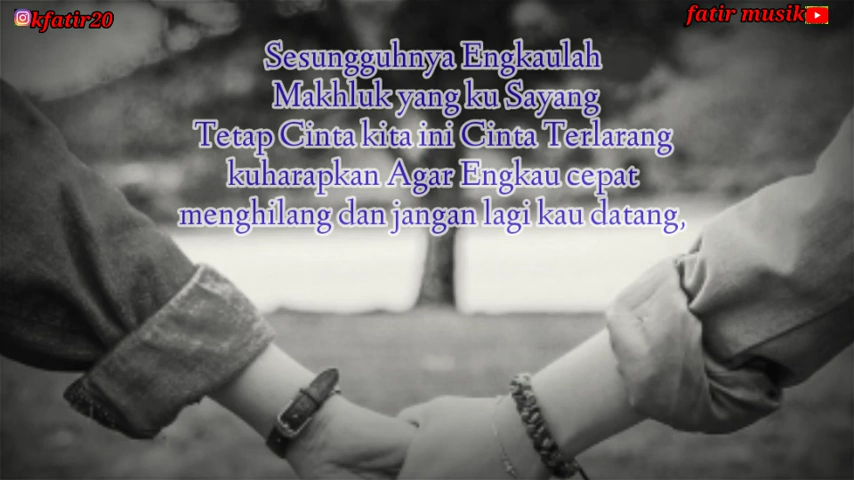 kfatir20
fatir musik
Sesungguhnya Engkaulah
Makhluk yang ku Sayang
Tetap Cinta kita ini Cinta Terlarang
kuharapkan Agar Engkau cepat
menghilang dan jangan lagi kau datang,